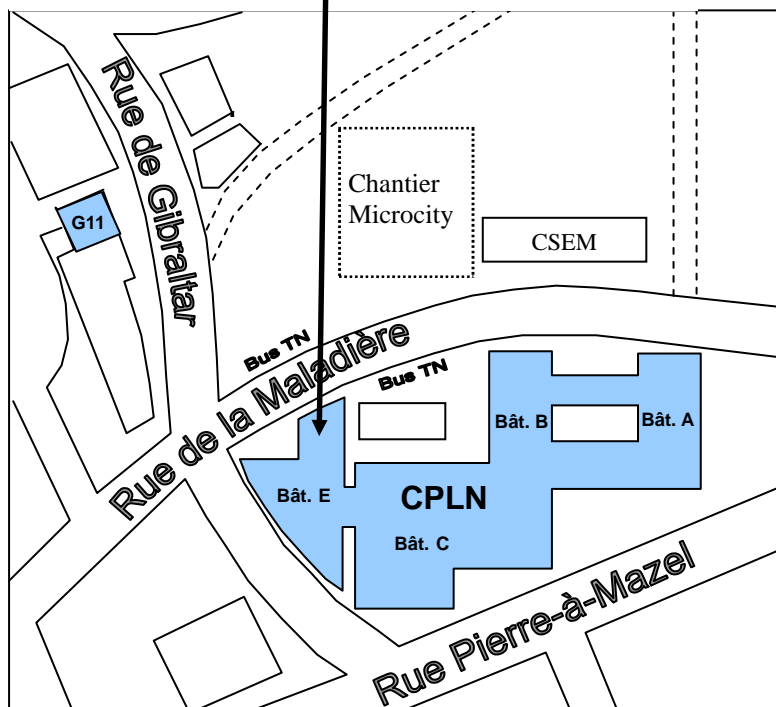 Rue de Gibraltar
G11
Chantier
Microcity
CSEM
Bus TN
Rue de la Maladière
Bus TN
Bât. B
Bât. A
Bât. E
CPLN
Bât. C
Rue Pierre-à-Mazel